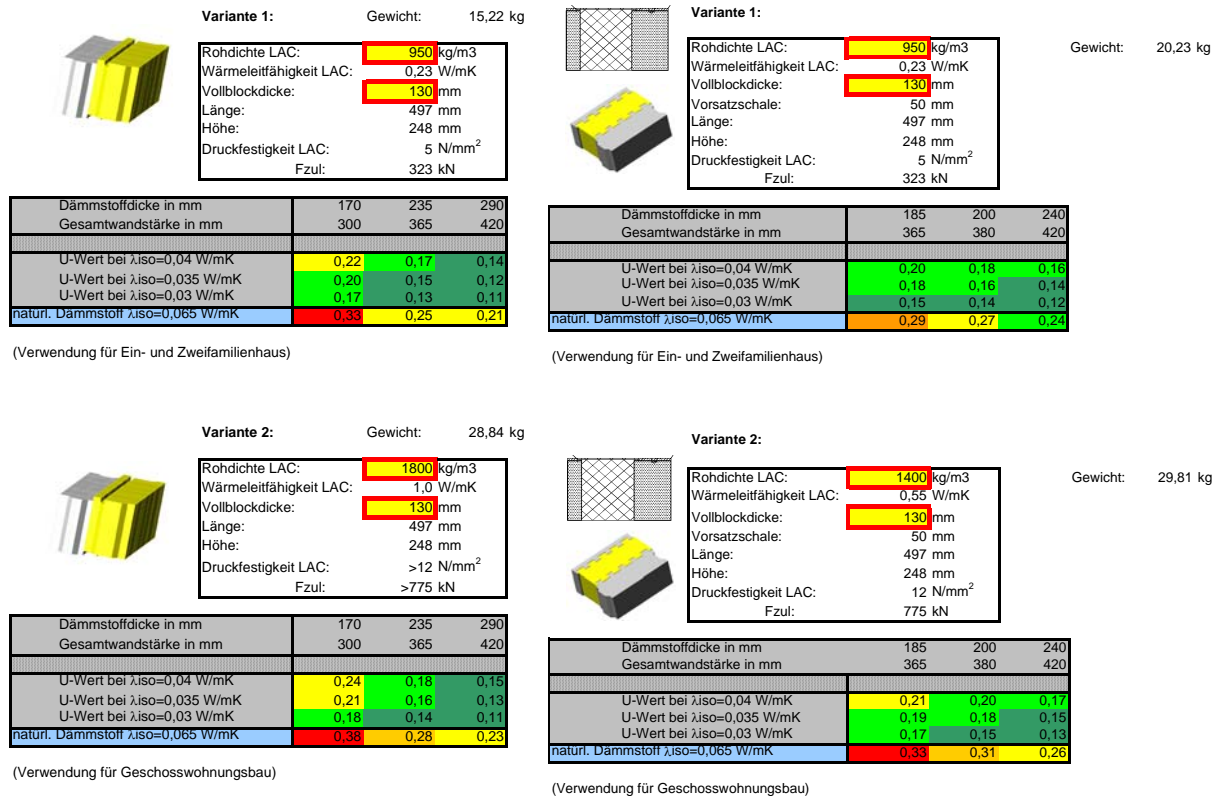 Variante 1: Gewicht: 15,22 kg
Rohdichte LAC: 950 kg/m3
Wärmeleitfähigkeit LAC: 0,23 W/mK
Vollblockdicke: 130 mm
Länge: 497 mm
Höhe: 248 mm
Druckfestigkeit LAC: 5 N/mm²
Fzul: 323 kN
Dämmstoffdicke in mm 170 235 290
Gesamtwandstärke in mm 300 365 420
U-Wert bei λiso=0,04 W/mK 0,22 0,17 0,14
U-Wert bei λiso=0,035 W/mK 0,20 0,15 0,12
U-Wert bei λiso=0,03 W/mK 0,17 0,13 0,11
natürl. Dämmstoff λiso=0,065 W/mK 0,33 0,25 0,21
(Verwendung für Ein- und Zweifamilienhaus)
Variante 1:
Gewicht: 20,23 kg
Rohdichte LAC: 950 kg/m3
Wärmeleitfähigkeit LAC: 0,23 W/mK
Vollblockdicke: 130 mm
Vorsatzschale: 50 mm
Länge: 497 mm
Höhe: 248 mm
Druckfestigkeit LAC: 5 N/mm²
Fzul: 323 kN
Dämmstoffdicke in mm 185 200 240
Gesamtwandstärke in mm 365 380 420
U-Wert bei λiso=0,04 W/mK 0,20 0,18 0,16
U-Wert bei λiso=0,035 W/mK 0,18 0,16 0,14
U-Wert bei λiso=0,03 W/mK 0,15 0,14 0,12
natürl. Dämmstoff λiso=0,065 W/mK 0,29 0,27 0,24
(Verwendung für Ein- und Zweifamilienhaus)
Variante 2: Gewicht: 28,84 kg
Rohdichte LAC: 1800 kg/m3
Wärmeleitfähigkeit LAC: 1,0 W/mK
Vollblockdicke: 130 mm
Länge: 497 mm
Höhe: 248 mm
Druckfestigkeit LAC: >12 N/mm²
Fzul: >775 kN
Dämmstoffdicke in mm 170 235 290
Gesamtwandstärke in mm 300 365 420
U-Wert bei λiso=0,04 W/mK 0,24 0,18 0,15
U-Wert bei λiso=0,035 W/mK 0,21 0,16 0,13
U-Wert bei λiso=0,03 W/mK 0,18 0,14 0,11
natürl. Dämmstoff λiso=0,065 W/mK 0,38 0,28 0,23
(Verwendung für Geschosswohnungsbau)
Variante 2:
Gewicht: 29,81 kg
Rohdichte LAC: 1400 kg/m3
Wärmeleitfähigkeit LAC: 0,55 W/mK
Vollblockdicke: 130 mm
Vorsatzschale: 50 mm
Länge: 497 mm
Höhe: 248 mm
Druckfestigkeit LAC: 12 N/mm²
Fzul: 775 kN
Dämmstoffdicke in mm 185 200 240
Gesamtwandstärke in mm 365 380 420
U-Wert bei λiso=0,04 W/mK 0,21 0,20 0,17
U-Wert bei λiso=0,035 W/mK 0,19 0,18 0,15
U-Wert bei λiso=0,03 W/mK 0,17 0,15 0,13
natürl. Dämmstoff λiso=0,065 W/mK 0,33 0,31 0,26
(Verwendung für Geschosswohnungsbau)